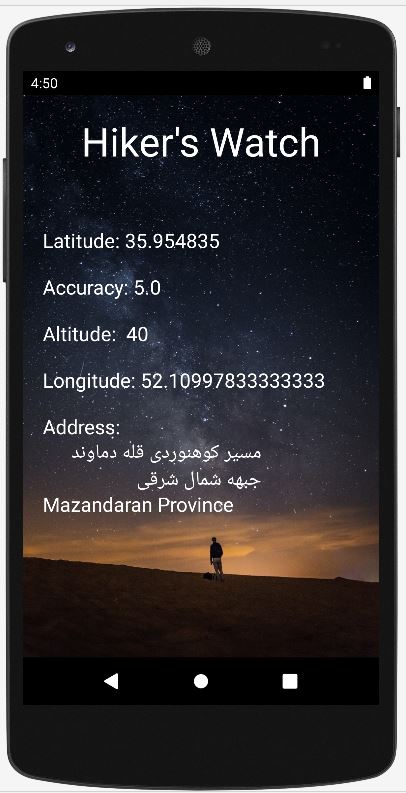 4:50
Hiker's Watch
Latitude: 35.954835
Accuracy: 5.0
Altitude:  40
Longitude: 52.10997833333333
Address:
مسیر کوهنوردی قله دماوند
جبهه شمال شرقی
Mazandaran Province